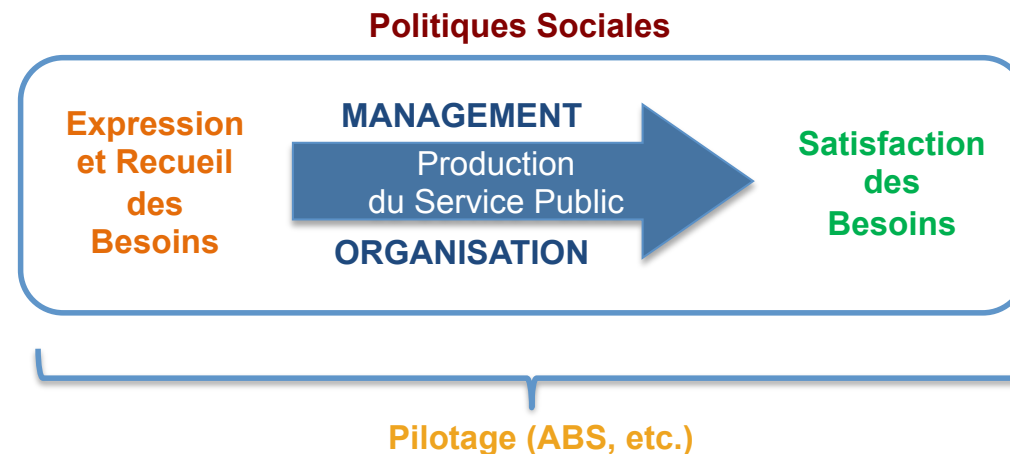 Politiques Sociales
Expression
et Recueil
des
Besoins
MANAGEMENT
Production
du Service Public
ORGANISATION
Satisfaction
des
Besoins
Pilotage (ABS, etc.)